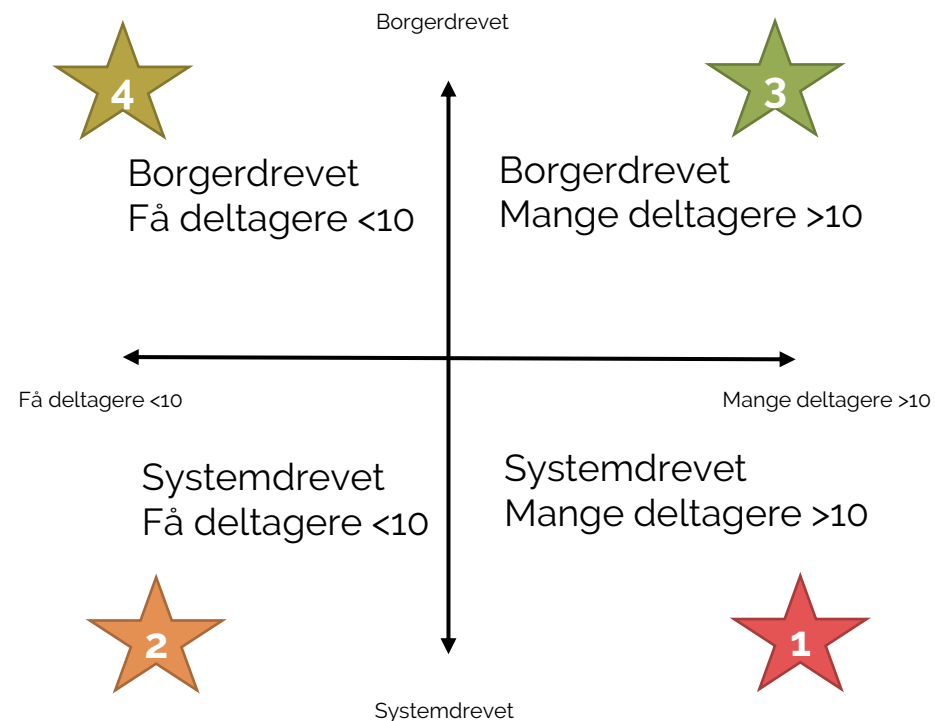 Borgerdrevet
4
3
Borgerdrevet
Få deltagere <10
Borgerdrevet
Mange deltagere >10
Få deltagere <10
Mange deltagere >10
Systemdrevet
Få deltagere <10
Systemdrevet
Mange deltagere >10
2
1
Systemdrevet